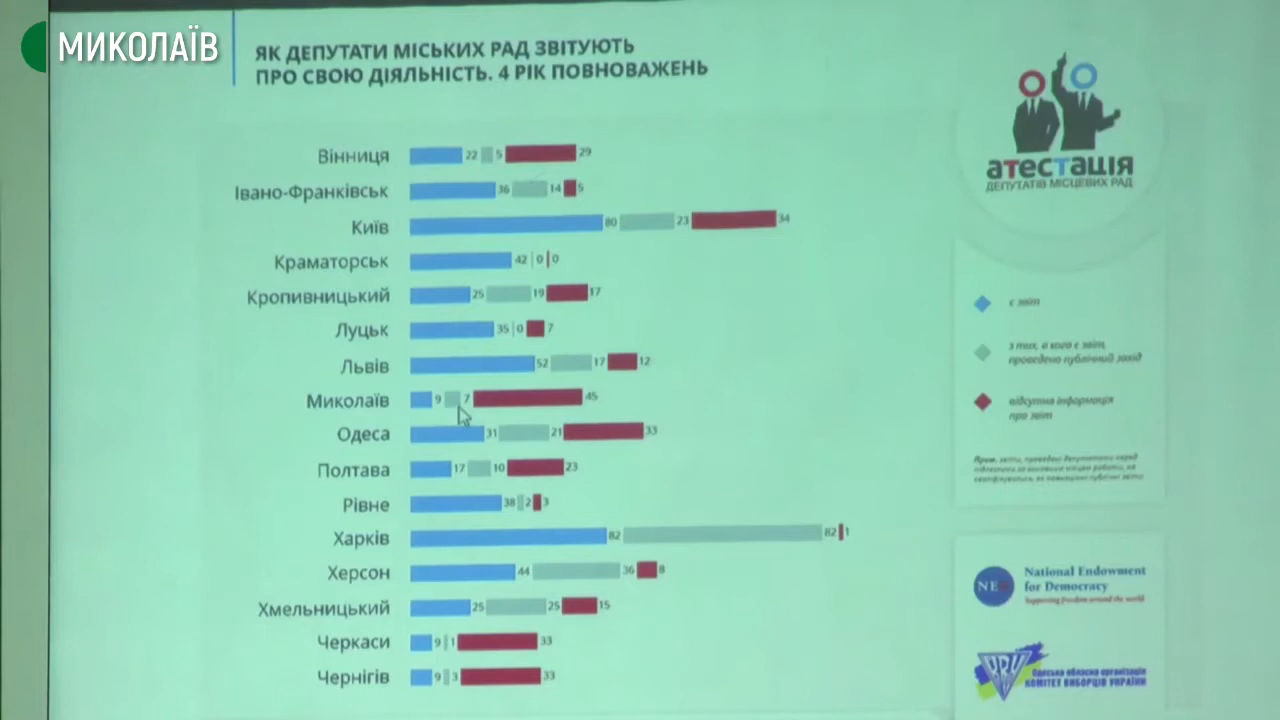 МИКОЛАЇВ
ЯК ДЕПУТАТИ МІСЬКИХ РАД ЗВІТУЮТЬ
ПРО СВОЮ ДІЯЛЬНІСТЬ. 4 РІК ПОВНОВАЖЕНЬ
атестація
ДЕПУТАТІВ МІСЦЕВИХ РАД
Вінниця 22 5 29
Івано-Франківськ 36 14 5
Київ 80 23 34
Краматорськ 42 0 0
Кропивницький 25 19 17
Луцьк 35 0 7
Львів 52 17 12
Миколаїв 9 7 45
Одеса 31 21 33
Полтава 17 10 23
Рівне 38 2 3
Харків 82 82 1
Херсон 44 36 8
Хмельницький 25 25 15
Черкаси 9 1 33
Чернігів 9 3 33
є звіт
з тих, в кого є звіт,
проведено публічний захід
відсутня інформація
про звіт
NED
National Endowment
for Democracy
Supporting freedom around the world
Одеська обласна організація
КОМІТЕТ ВИБОРЦІВ УКРАЇНИ